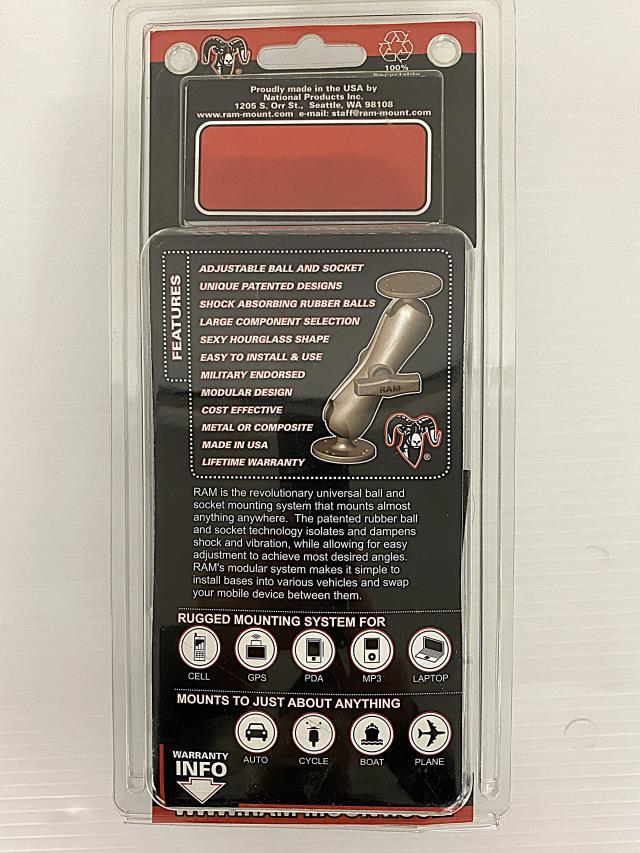 100%
Recyclable
Proudly made in the USA by
National Products Inc.
1205 S. Orr St., Seattle, WA 98108
www.ram-mount.com e-mail: staff@ram-mount.com
FEATURES
ADJUSTABLE BALL AND SOCKET
UNIQUE PATENTED DESIGNS
SHOCK ABSORBING RUBBER BALLS
LARGE COMPONENT SELECTION
SEXY HOURGLASS SHAPE
EASY TO INSTALL & USE
MILITARY ENDORSED
MODULAR DESIGN
COST EFFECTIVE
METAL OR COMPOSITE
MADE IN USA
LIFETIME WARRANTY
RAM
®
RAM is the revolutionary universal ball and
socket mounting system that mounts almost
anything anywhere. The patented rubber ball
and socket technology isolates and dampens
shock and vibration, while allowing for easy
adjustment to achieve most desired angles.
RAM's modular system makes it simple to
install bases into various vehicles and swap
your mobile device between them.
RUGGED MOUNTING SYSTEM FOR
CELL GPS PDA MP3 LAPTOP
MOUNTS TO JUST ABOUT ANYTHING
AUTO CYCLE BOAT PLANE
WARRANTY
INFO
WWW.RAM-MOUNT.COM